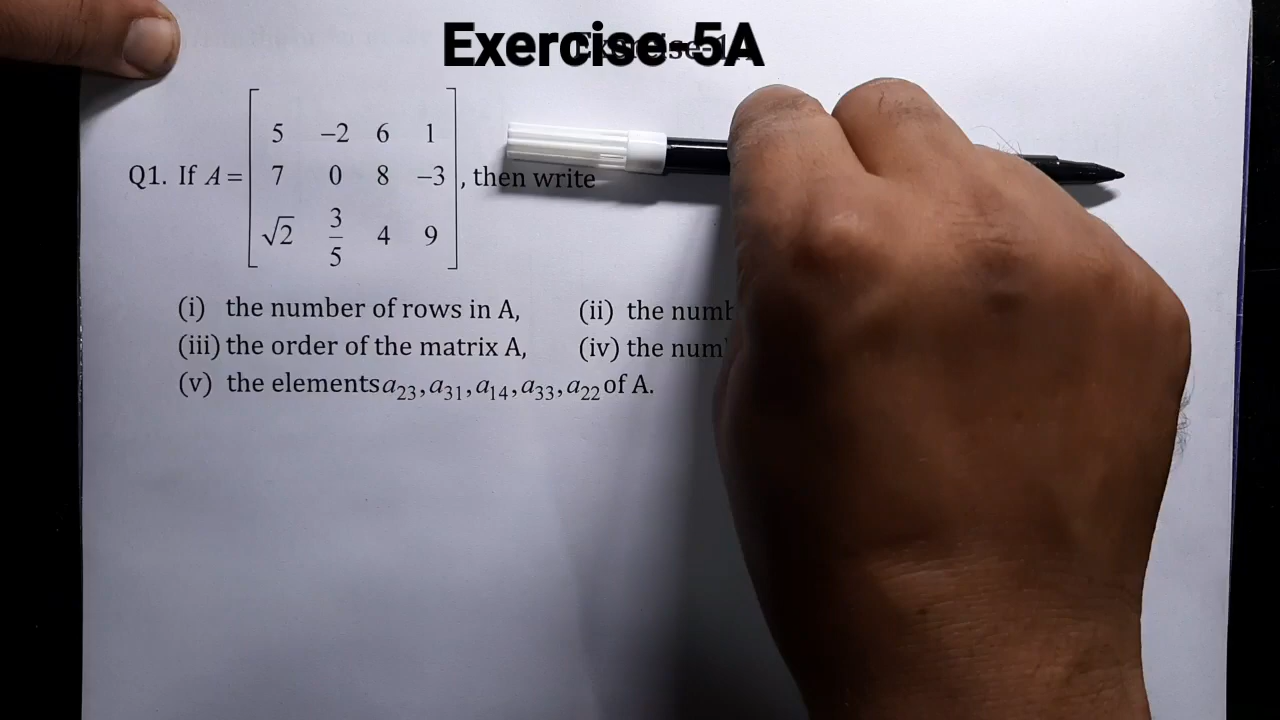 Exercise-5A
5 −2 6 1
Q1. If A = 7 0 8 −3 , then write
√2 3/5 4 9
(i) the number of rows in A, (ii) the
(iii) the order of the matrix A, (iv) the
(v) the elements a₂₃, a₃₁, a₁₄, a₃₃, a₂₂ of A.